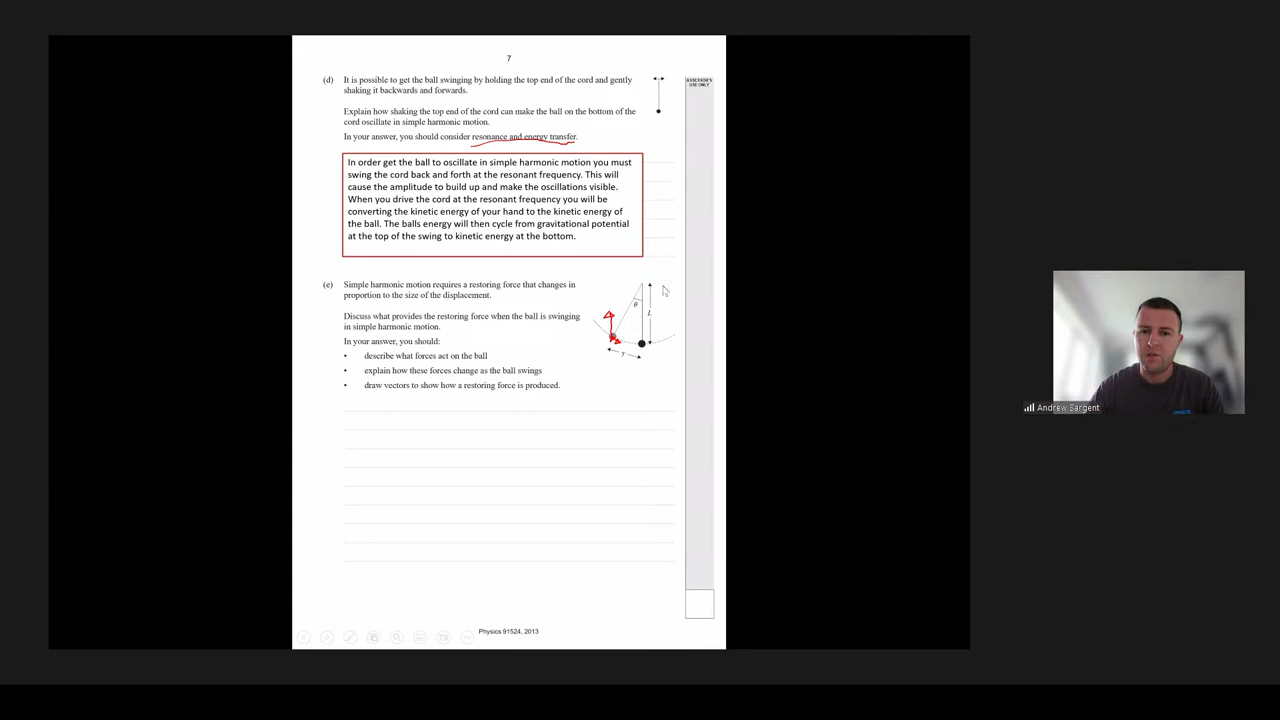 7
(d) It is possible to get the ball swinging by holding the top end of the cord and gently
shaking it backwards and forwards.
ASSESSOR'S
USE ONLY
Explain how shaking the top end of the cord can make the ball on the bottom of the
cord oscillate in simple harmonic motion.
In your answer, you should consider resonance and energy transfer.
In order get the ball to oscillate in simple harmonic motion you must
swing the cord back and forth at the resonant frequency. This will
cause the amplitude to build up and make the oscillations visible.
When you drive the cord at the resonant frequency you will be
converting the kinetic energy of your hand to the kinetic energy of
the ball. The balls energy will then cycle from gravitational potential
at the top of the swing to kinetic energy at the bottom.
(e) Simple harmonic motion requires a restoring force that changes in
proportion to the size of the displacement.
Discuss what provides the restoring force when the ball is swinging
in simple harmonic motion.
In your answer, you should:
• describe what forces act on the ball
• explain how these forces change as the ball swings
• draw vectors to show how a restoring force is produced.
θ
L
y
Physics 91524, 2013
Andrew Sargent